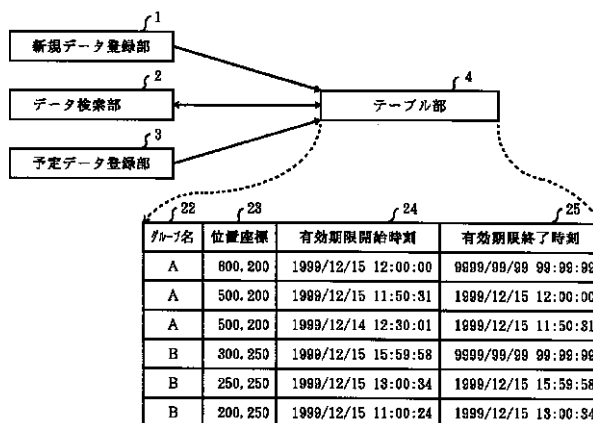 1
新規データ登録部
2
データ検索部
4
テーブル部
3
予定データ登録部
22 23 24 25
グループ名 位置座標 有効期限開始時刻 有効期限終了時刻
A 600,200 1999/12/15 12:00:00 9999/99/99 99:99:99
A 500,200 1999/12/15 11:50:31 1999/12/15 12:00:00
A 500,200 1999/12/14 12:30:01 1999/12/15 11:50:31
B 300,250 1999/12/15 15:59:58 9999/99/99 99:99:99
B 250,250 1999/12/15 13:00:34 1999/12/15 15:59:58
B 200,250 1999/12/15 11:00:24 1999/12/15 13:00:34